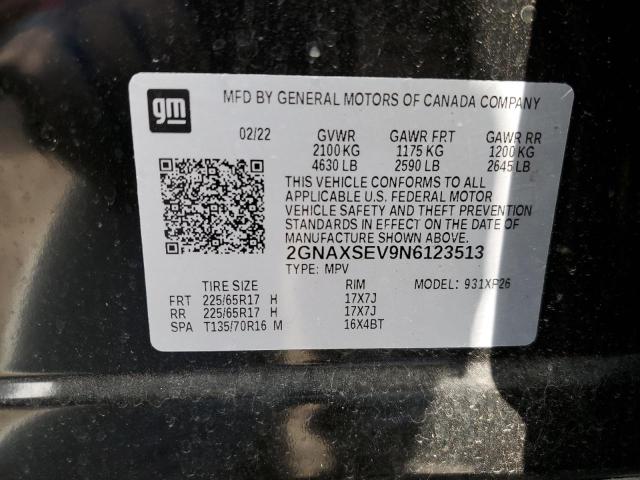 gm
MFD BY GENERAL MOTORS OF CANADA COMPANY
02/22 GVWR GAWR FRT GAWR RR
2100 KG 1175 KG 1200 KG
4630 LB 2590 LB 2645 LB
THIS VEHICLE CONFORMS TO ALL
APPLICABLE U.S. FEDERAL MOTOR
VEHICLE SAFETY AND THEFT PREVENTION
STANDARDS IN EFFECT ON THE DATE OF
MANUFACTURE SHOWN ABOVE.
2GNAXSEV9N6123513
TYPE: MPV MODEL: 931XP26
TIRE SIZE RIM
FRT 225/65R17 H 17X7J
RR 225/65R17 H 17X7J
SPA T135/70R16 M 16X4BT